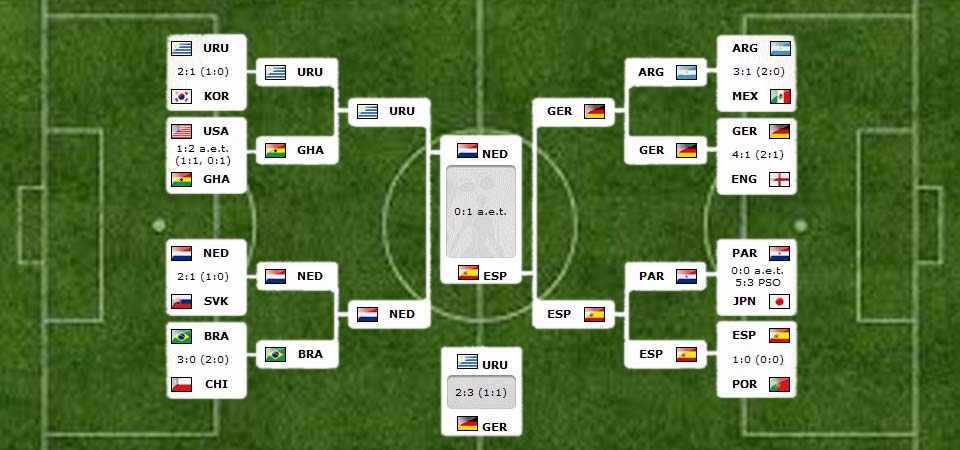 URU
2:1 (1:0)
KOR
USA
1:2 a.e.t.
(1:1, 0:1)
GHA
NED
2:1 (1:0)
SVK
BRA
3:0 (2:0)
CHI
URU
GHA
NED
BRA
URU
NED
NED
0:1 a.e.t.
ESP
URU
2:3 (1:1)
GER
GER
ESP
ARG
GER
PAR
ESP
ARG
3:1 (2:0)
MEX
GER
4:1 (2:1)
ENG
PAR
0:0 a.e.t.
5:3 PSO
JPN
ESP
1:0 (0:0)
POR